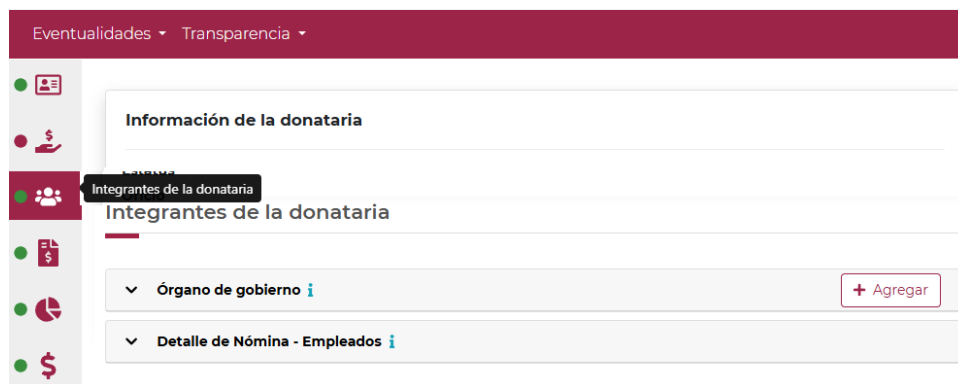 Eventualidades Transparencia
Información de la donataria
Integrantes de la donataria
Integrantes de la donataria
Órgano de gobierno i
+ Agregar
Detalle de Nómina - Empleados i